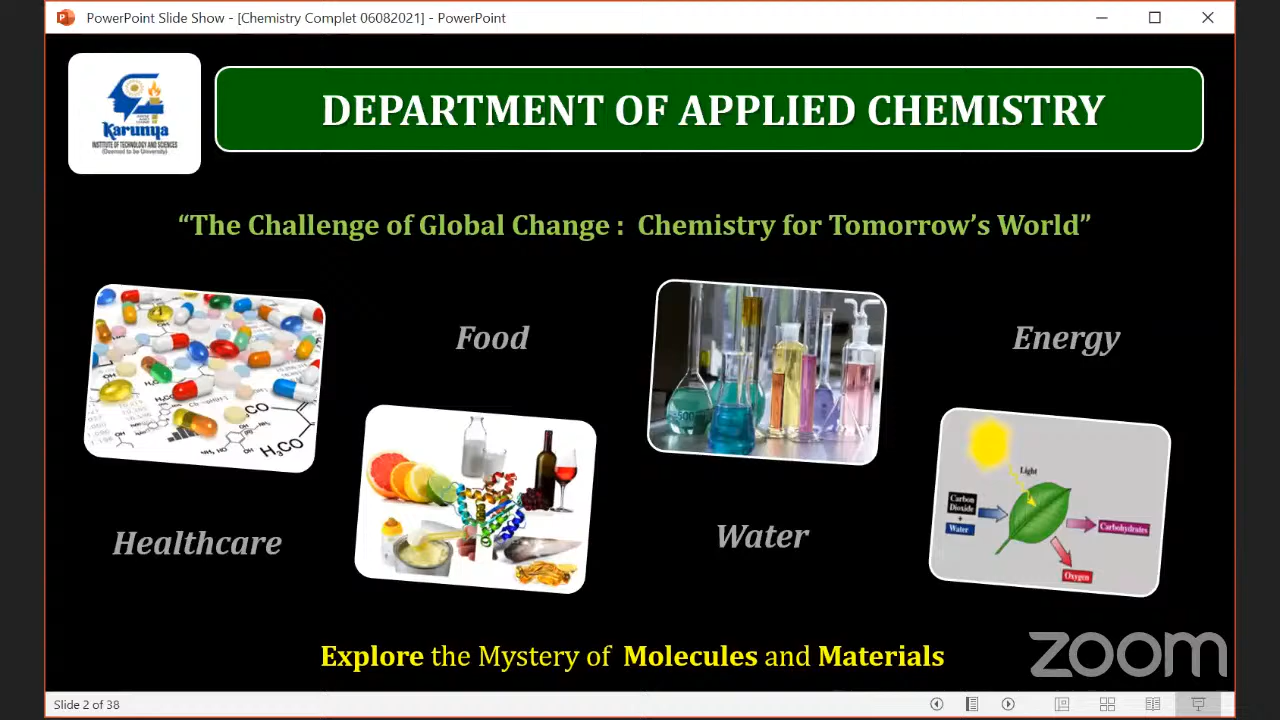 PowerPoint Slide Show - [Chemistry Complet 06082021] - PowerPoint
Karunya
INSTITUTE OF TECHNOLOGY AND SCIENCES
(Deemed to be University)
DEPARTMENT OF APPLIED CHEMISTRY
“The Challenge of Global Change : Chemistry for Tomorrow’s World”
Food
Energy
CO
H₃CO
Light
Carbon
Dioxide
+
Water
Carbohydrates
Oxygen
Healthcare
Water
Explore the Mystery of Molecules and Materials
zoom
Slide 2 of 38